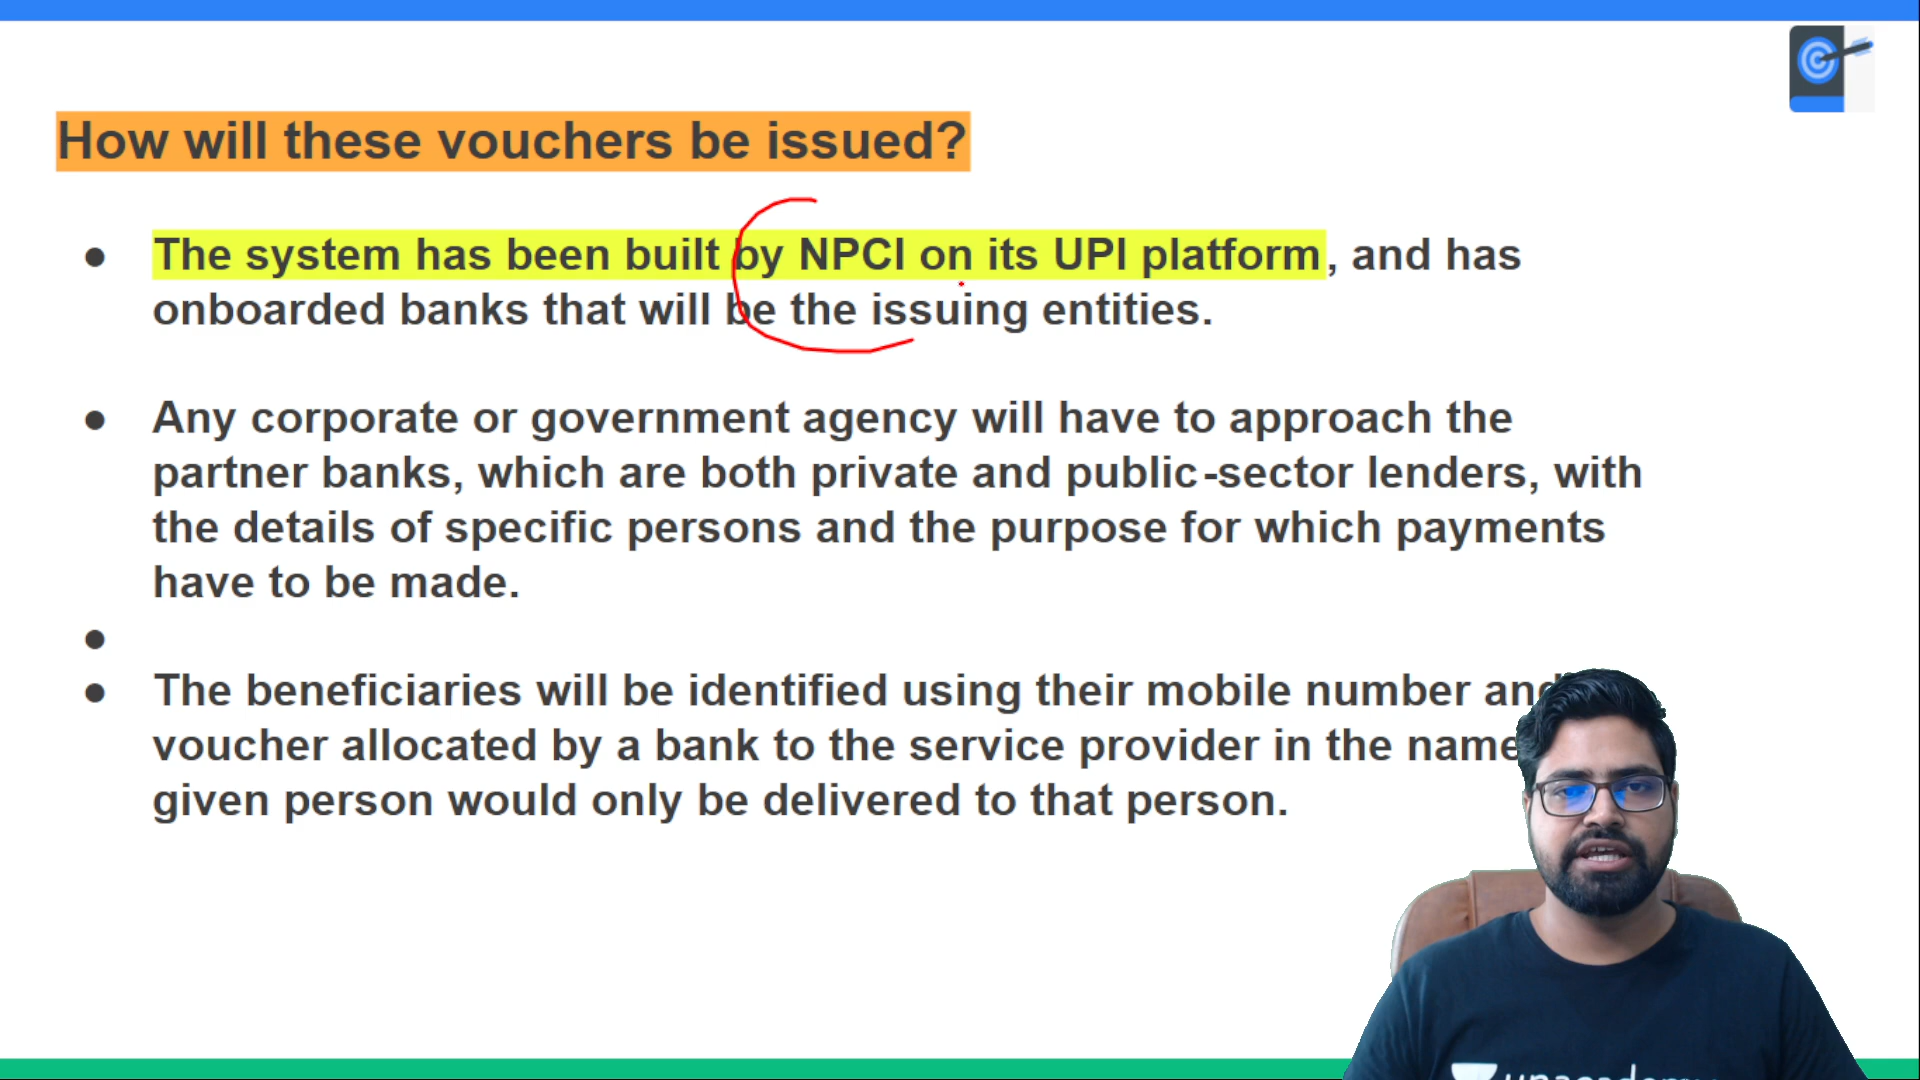 How will these vouchers be issued?
● The system has been built by NPCI on its UPI platform, and has
onboarded banks that will be the issuing entities.
● Any corporate or government agency will have to approach the
partner banks, which are both private and public-sector lenders, with
the details of specific persons and the purpose for which payments
have to be made.
●
● The beneficiaries will be identified using their mobile number and
voucher allocated by a bank to the service provider in the name
given person would only be delivered to that person.